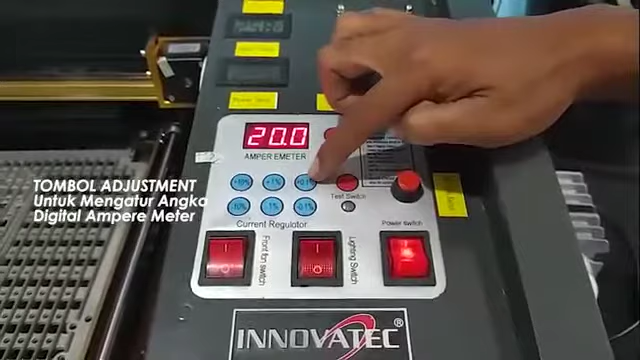 20.0
AMPER EMETER
+10% +1% +0.1%
Test Switch
-10% -1% -0.1%
Current Regulator
Power switch
Front fan switch
Lighting Switch
TOMBOL ADJUSTMENT
Untuk Mengatur Angka
Digital Ampere Meter
INNOVATEC®